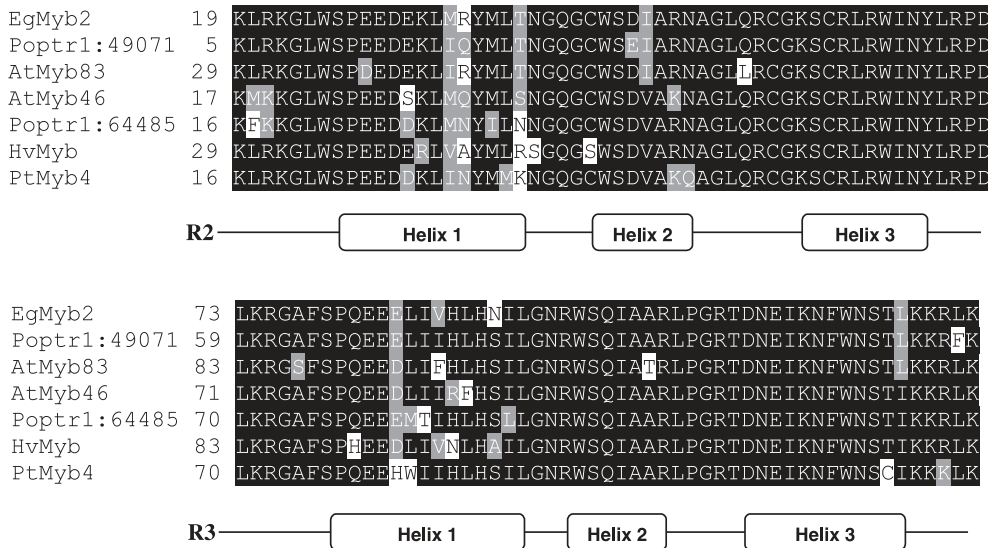 EgMyb2 19 KLRKGLWSPEEDEKLMRYMLTNGQGCWSDIARNAGLQRCGKSCRLRWINYLRPD
Poptr1:49071 5 KLRKGLWSPEEDEKLIQYMLTNGQGCWSEIARNAGLQRCGKSCRLRWINYLRPD
AtMyb83 29 KLRKGLWSPDEDEKLIRYMLTNGQGCWSDIARNAGLLRCGKSCRLRWINYLRPD
AtMyb46 17 KMKKGLWSPEEDSKLMQYMLSNGQGCWSDVAKNAGLQRCGKSCRLRWINYLRPD
Poptr1:64485 16 KFKKGLWSPEEDDKLMNYMLNNGQGCWSDVARNAGLQRCGKSCRLRWINYLRPD
HvMyb 29 KLRKGLWSPEEDERLVAYMLRSGQGSWSDVARNAGLQRCGKSCRLRWINYLRPD
PtMyb4 16 KLRKGLWSPEEDDKLINYMMKNGQGCWSDVAKQAGLQRCGKSCRLRWINYLRPD
R2 Helix 1 Helix 2 Helix 3
EgMyb2 73 LKRGAFSPQEEELIVHLHNILGNRWSQIAARLPGRTDNEIKNFWNSTLKKRLK
Poptr1:49071 59 LKRGAFSPQEEELIIHLHSILGNRWSQIAARLPGRTDNEIKNFWNSTLKKRFK
AtMyb83 83 LKRGSFSPQEEDLIFHLHSILGNRWSQIATRLPGRTDNEIKNFWNSTLKKRLK
AtMyb46 71 LKRGAFSPQEEDLIIRFHSILGNRWSQIAARLPGRTDNEIKNFWNSTIKKRLK
Poptr1:64485 70 LKRGAFSPQEEEMTIHLHSLLGNRWSQIAARLPGRTDNEIKNFWNSTIKKRLK
HvMyb 83 LKRGAFSPHEEDLIVNLHAILGNRWSQIAARLPGRTDNEIKNFWNSTIKKRLK
PtMyb4 70 LKRGAFSPQEEHWIIHLHSILGNRWSQIAARLPGRTDNEIKNFWNSCIKKKLK
R3 Helix 1 Helix 2 Helix 3